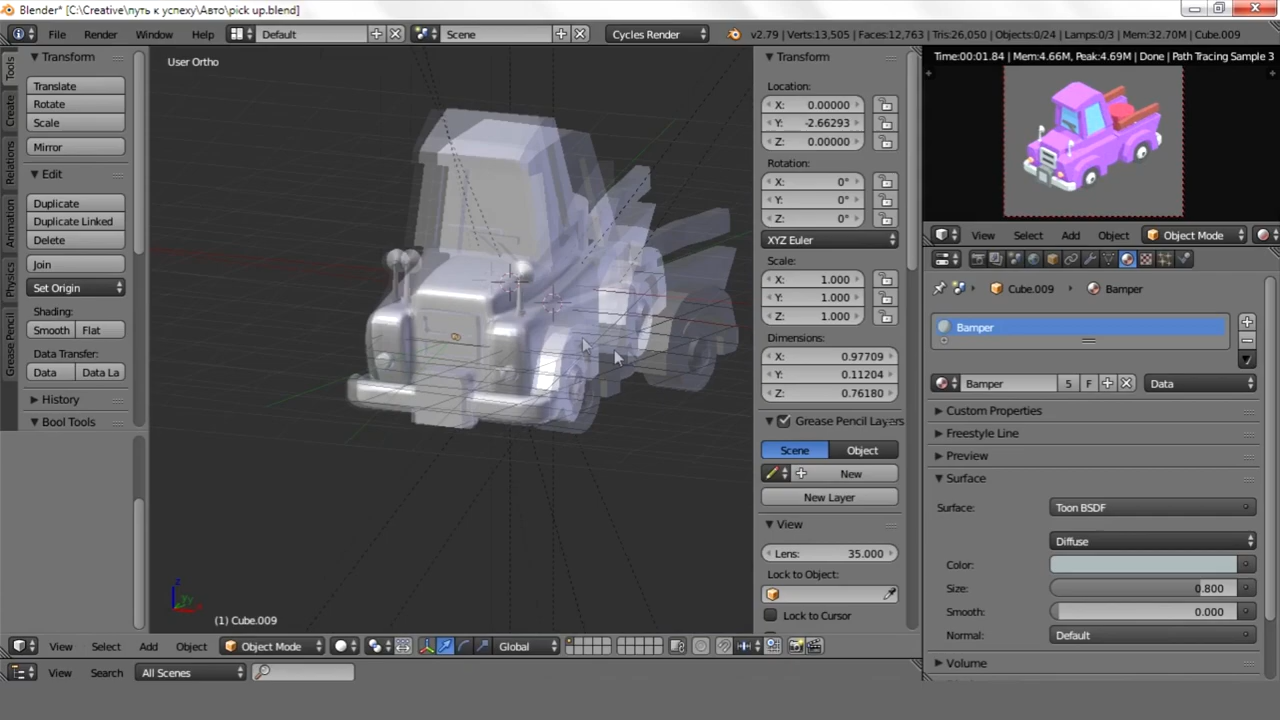 Blender* [C:\Creative\путь к успеху\Авто\pick up.blend]
File Render Window Help Default Scene Cycles Render v2.79 | Verts:13,505 | Faces:12,763 | Tris:26,050 | Objects:0/24 | Lamps:0/3 | Mem:32.70M | Cube.009
Tools
Create
Relations
Animation
Physics
Grease Pencil
Transform
Translate
Rotate
Scale
Mirror
Edit
Duplicate
Duplicate Linked
Delete
Join
Set Origin
Shading:
Smooth Flat
Data Transfer:
Data Data La
History
Bool Tools
User Ortho
z
y
(1) Cube.009
Transform
Location:
X: 0.00000
Y: -2.66293
Z: 0.00000
Rotation:
X: 0°
Y: 0°
Z: 0°
XYZ Euler
Scale:
X: 1.000
Y: 1.000
Z: 1.000
Dimensions:
X: 0.97709
Y: 0.11204
Z: 0.76180
Grease Pencil Layers
Scene Object
New
New Layer
View
Lens: 35.000
Lock to Object:
Lock to Cursor
View Select Add Object Object Mode Global
View Search All Scenes
Time:00:01.84 | Mem:4.66M, Peak:4.69M | Done | Path Tracing Sample 3
View Select Add Object Object Mode
Cube.009 Bamper
Bamper
Bamper 5 F Data
Custom Properties
Freestyle Line
Preview
Surface
Surface: Toon BSDF
Diffuse
Color:
Size: 0.800
Smooth: 0.000
Normal: Default
Volume